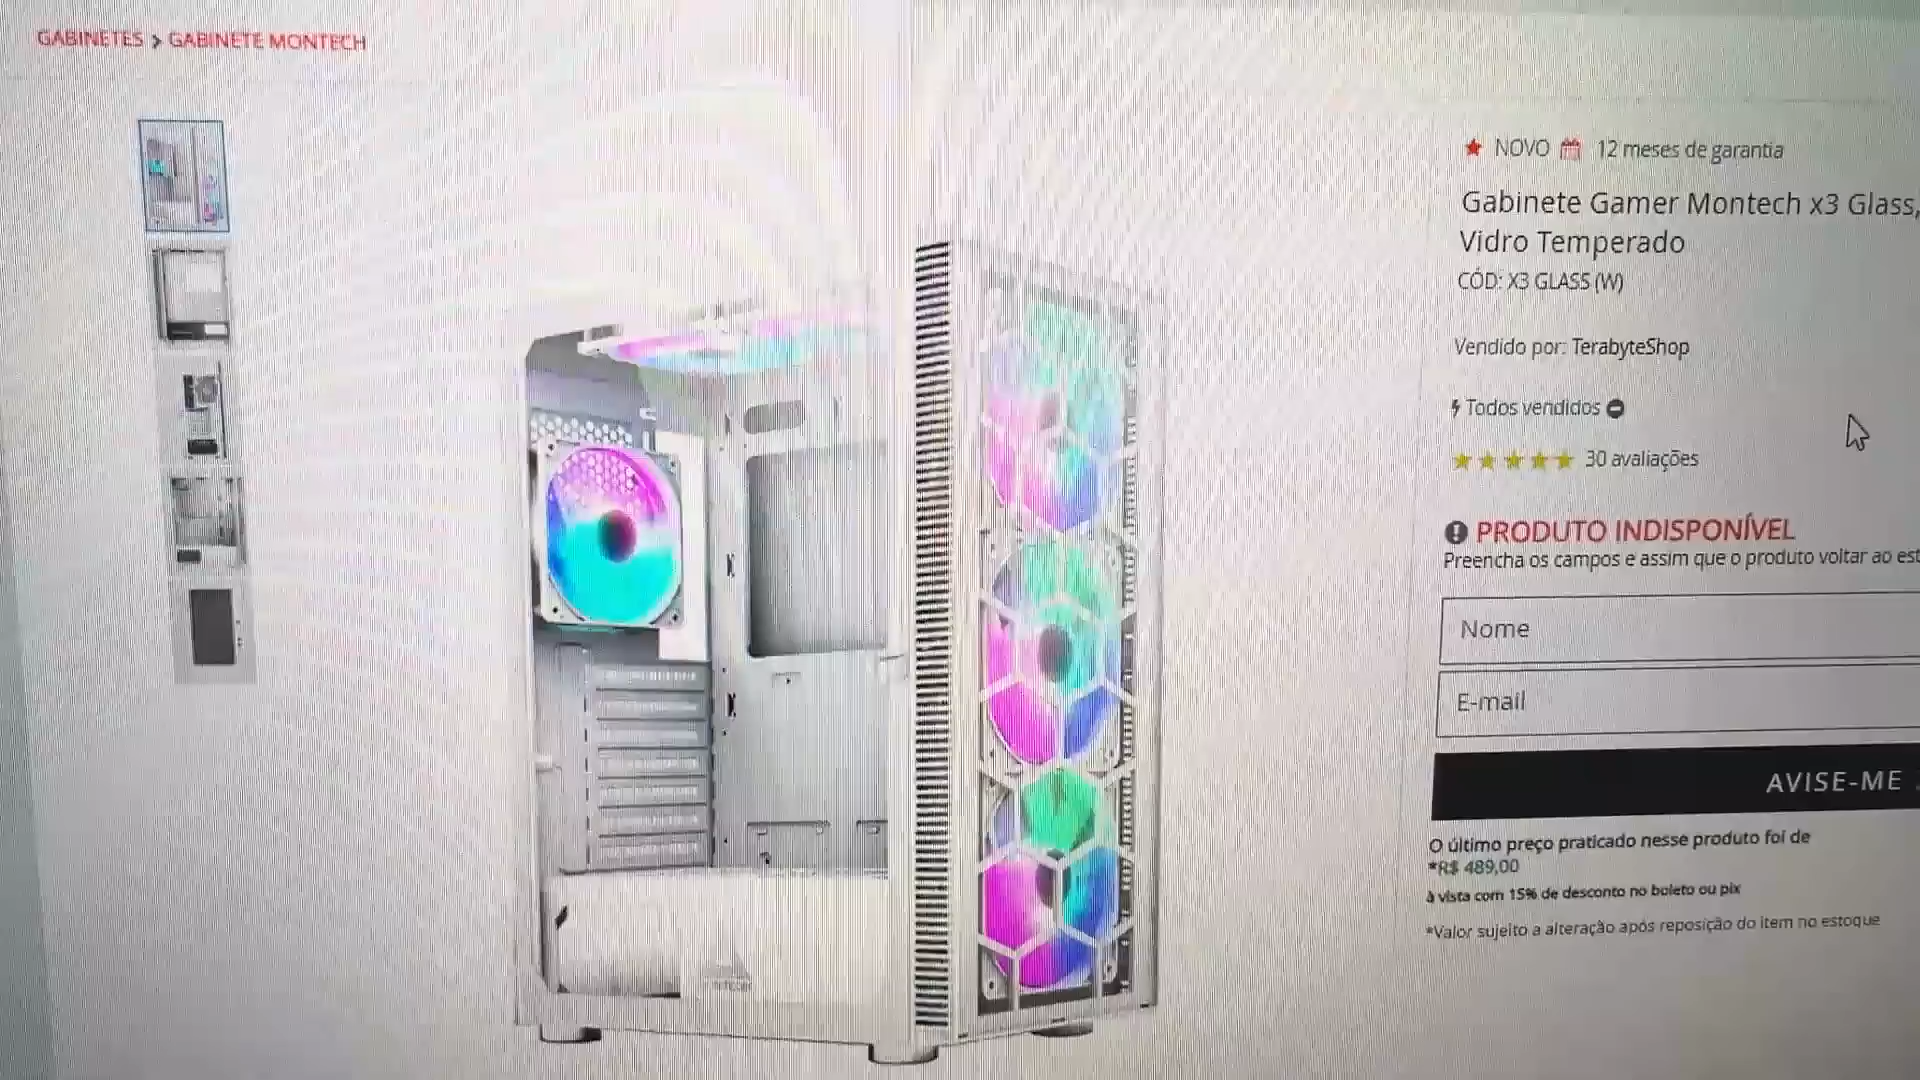 GABINETES > GABINETE MONTECH
NOVO 12 meses de garantia
Gabinete Gamer Montech x3 Glass,
Vidro Temperado
CÓD: X3 GLASS (W)
Vendido por: TerabyteShop
Todos vendidos
30 avaliações
PRODUTO INDISPONÍVEL
Preencha os campos e assim que o produto voltar ao est
Nome
E-mail
AVISE-ME
O último preço praticado nesse produto foi de
*R$ 489,00
à vista com 15% de desconto no boleto ou pix
*Valor sujeito a alteração após reposição do item no estoque